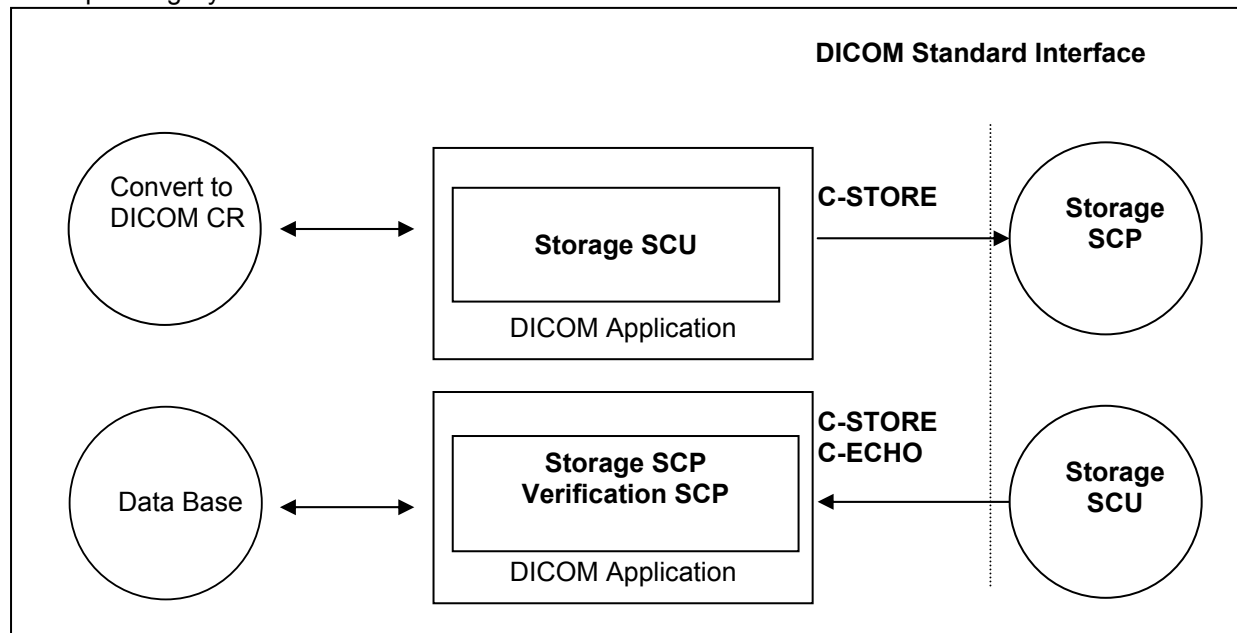 DICOM Standard Interface
Convert to
DICOM CR
Storage SCU
DICOM Application
C-STORE
Storage
SCP
Data Base
Storage SCP
Verification SCP
DICOM Application
C-STORE
C-ECHO
Storage
SCU